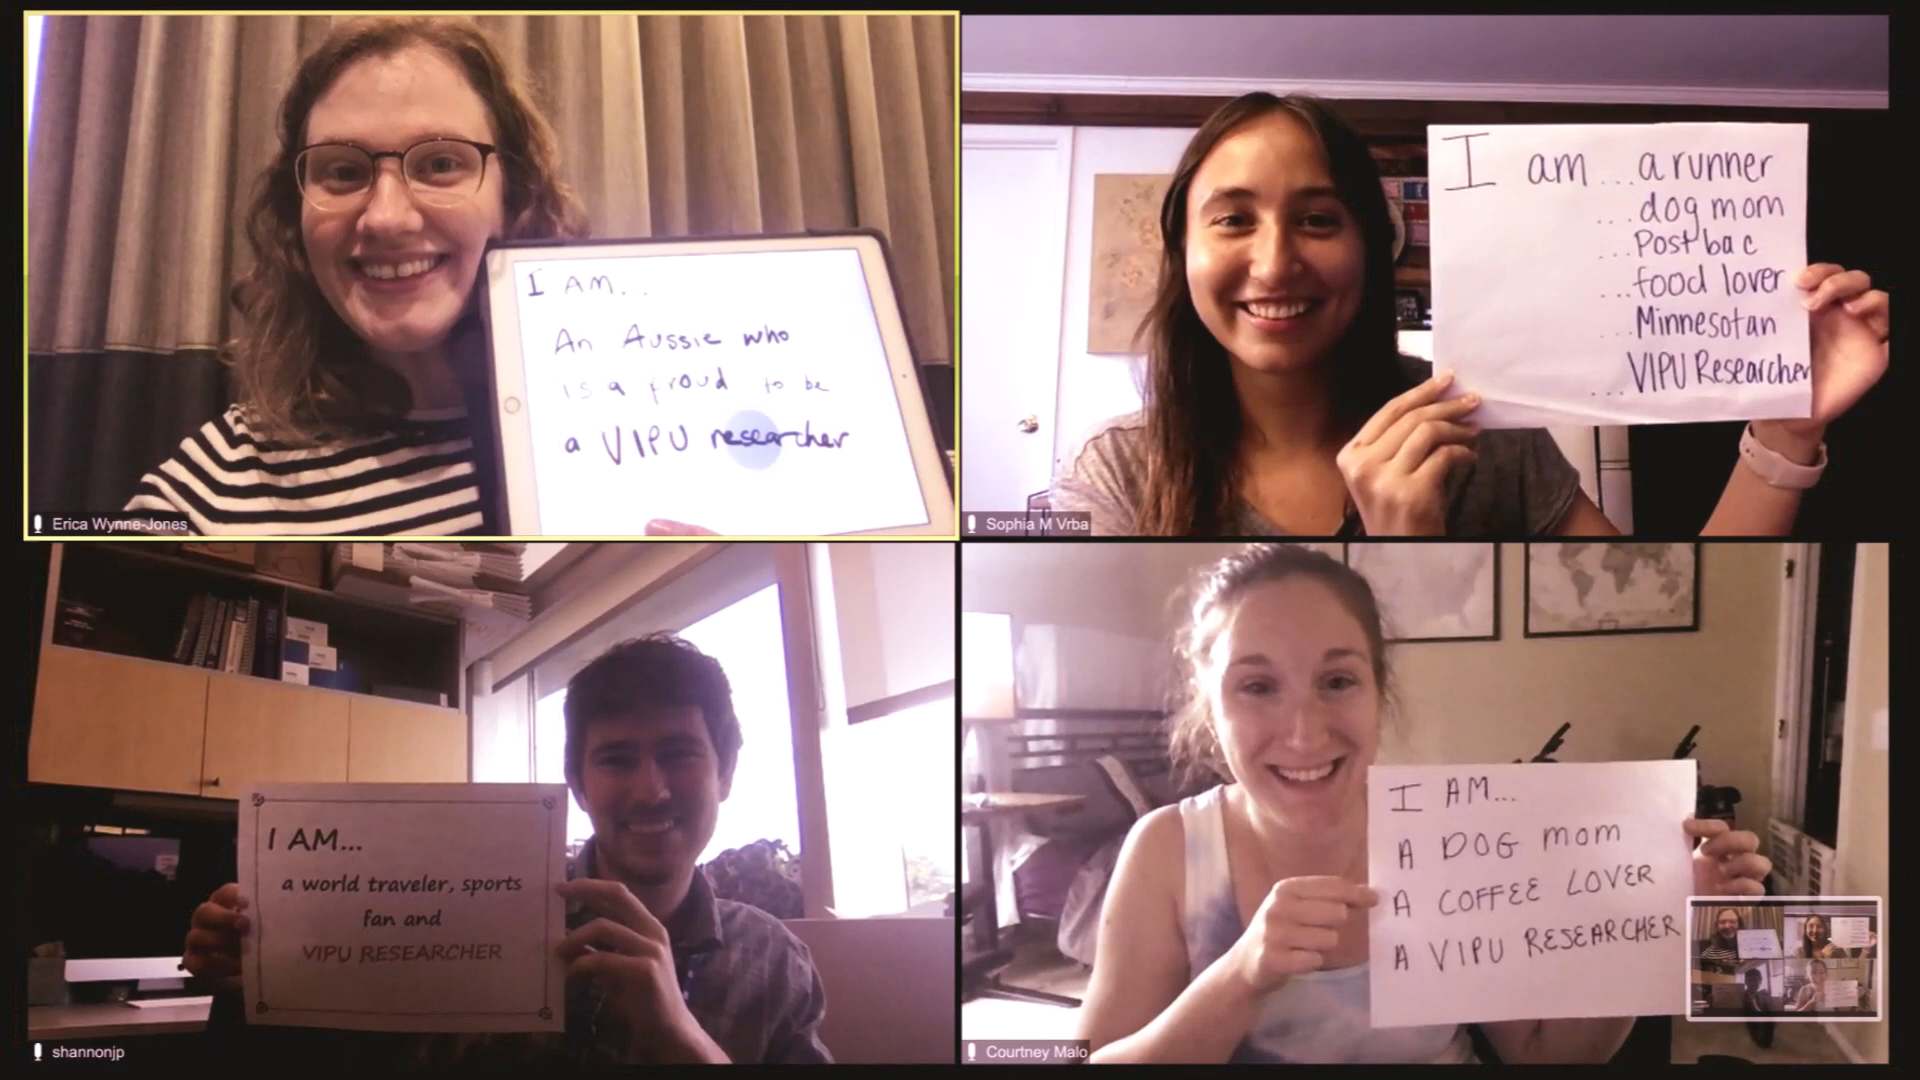 I AM...
An Aussie who
is a proud to be
a VIPU researcher
Erica Wynne-Jones
I am ... a runner
... dog mom
... Post bac
... food lover
... Minnesotan
... VIPU Researcher
Sophia M Vrba
I AM...
a world traveler, sports
fan and
VIPU RESEARCHER
shannonjp
I AM...
A DOG MOM
A COFFEE LOVER
A VIPU RESEARCHER
Courtney Malo